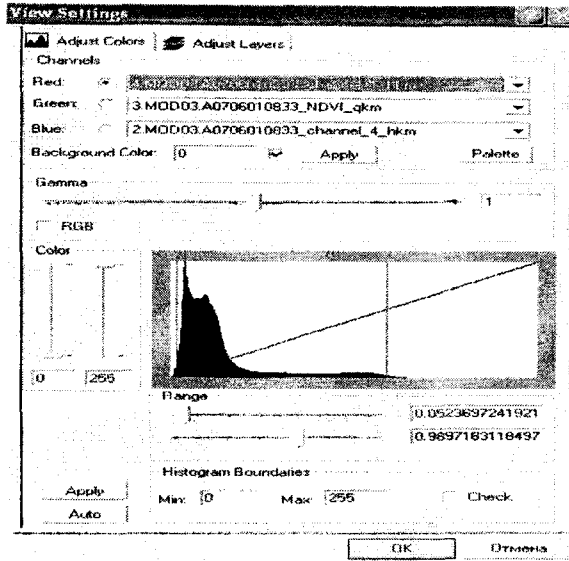 View Settings
Adjust Colors
Adjust Layers
Channels
Red:
Green:
3.MOD03.A0706010833_NDVI_qkm
Blue:
2.MOD03.A0706010833_channel_4_hkm
Background Color:
0
Apply
Palette
Gamma
1
RGB
Color
0
255
Range
0.0523697241921
0.9897183118497
Histogram Boundaries
Min: 0
Max: 255
Check
Apply
Auto
OK
Отмена